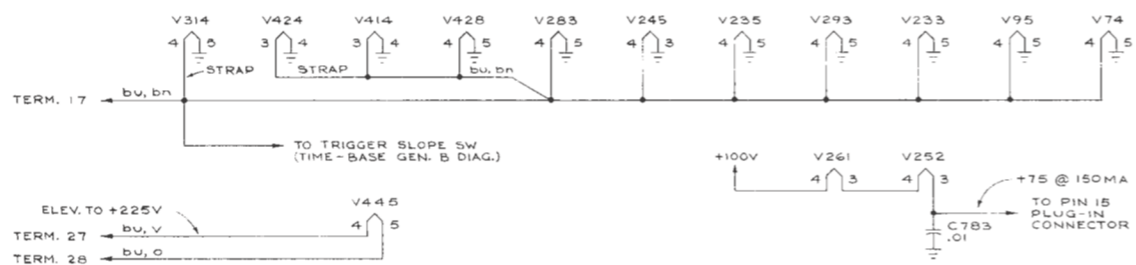 V314 V424 V414 V428 V283 V245 V235 V293 V233 V95 V74
4 5 3 4 3 4 4 5 4 5 4 3 4 5 4 5 4 5 4 5 4 5
STRAP STRAP bu, bn
TERM. 17 bu, bn
TO TRIGGER SLOPE SW
(TIME-BASE GEN. B DIAG.)
+100V V261 V252
4 3 4 3
+75 @ 150MA
TO PIN 15
PLUG-IN
CONNECTOR
C783
.01
V445
4 5
ELEV. TO +225V
TERM. 27 bu, v
TERM. 28 bu, o